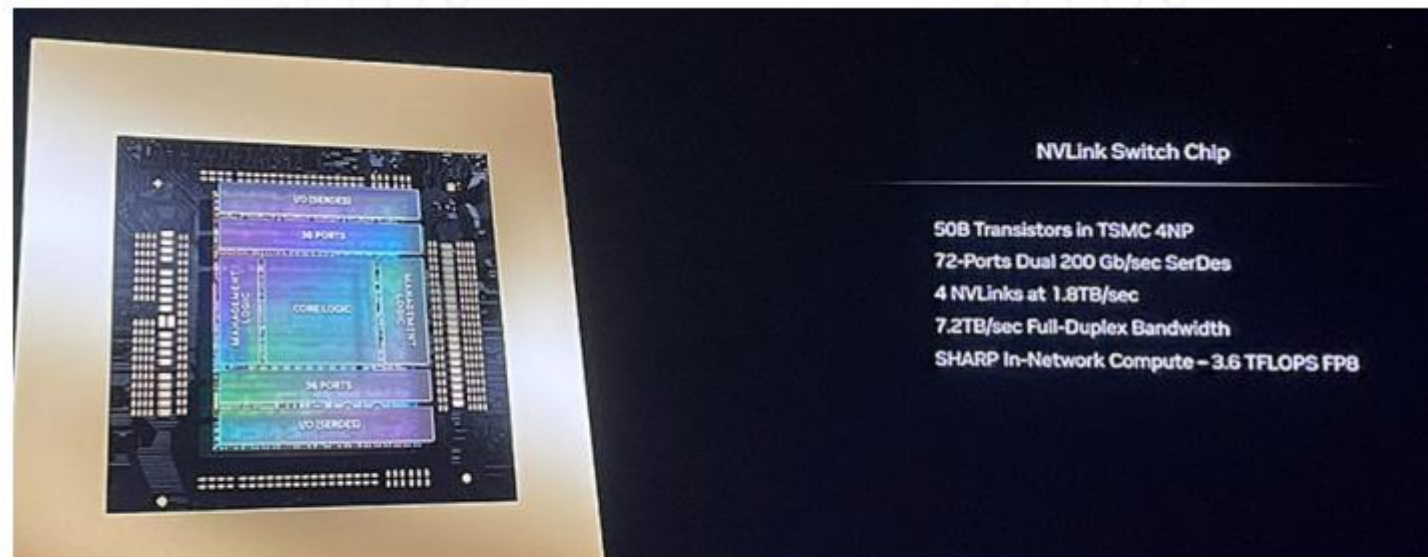 I/O (SERDES)
36 PORTS
MANAGEMENT
LOGIC
CORE LOGIC
MANAGEMENT
LOGIC
36 PORTS
I/O (SERDES)
NVLink Switch Chip
50B Transistors in TSMC 4NP
72-Ports Dual 200 Gb/sec SerDes
4 NVLinks at 1.8TB/sec
7.2TB/sec Full-Duplex Bandwidth
SHARP In-Network Compute – 3.6 TFLOPS FP8